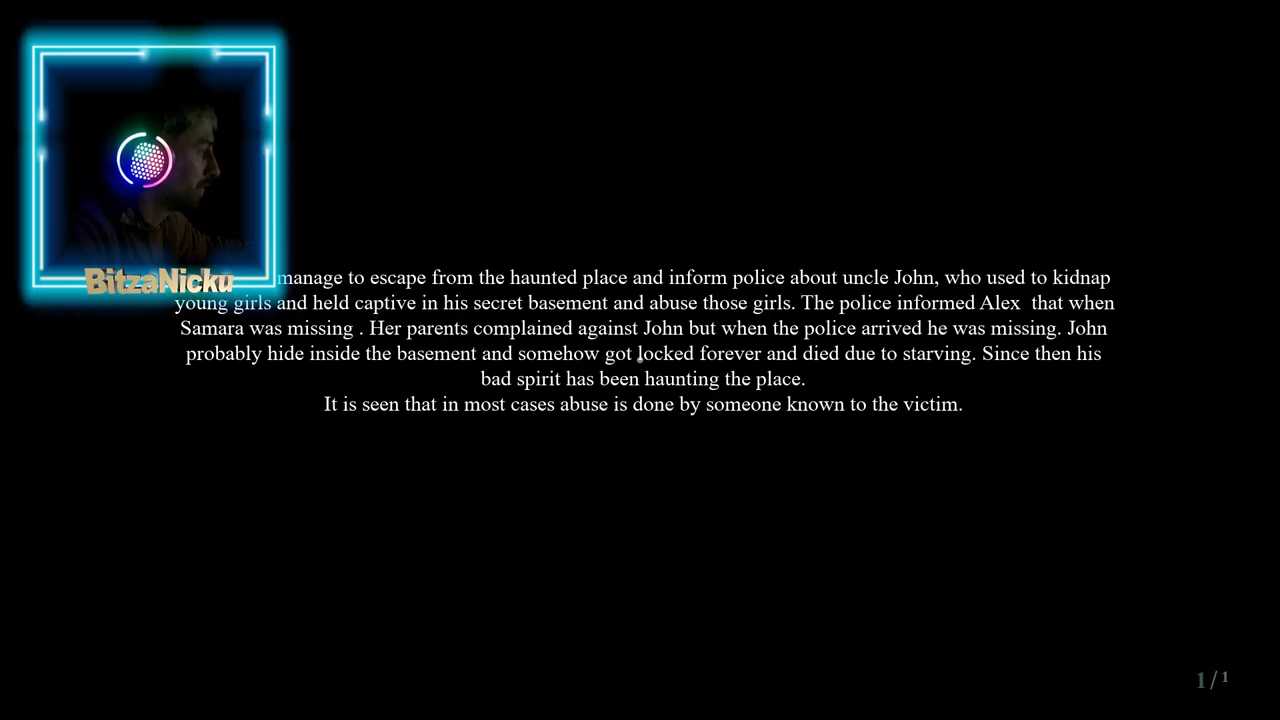 BitzaNicku
manage to escape from the haunted place and inform police about uncle John, who used to kidnap
young girls and held captive in his secret basement and abuse those girls. The police informed Alex  that when
Samara was missing . Her parents complained against John but when the police arrived he was missing. John
probably hide inside the basement and somehow got locked forever and died due to starving. Since then his
bad spirit has been haunting the place.
It is seen that in most cases abuse is done by someone known to the victim.
1/1